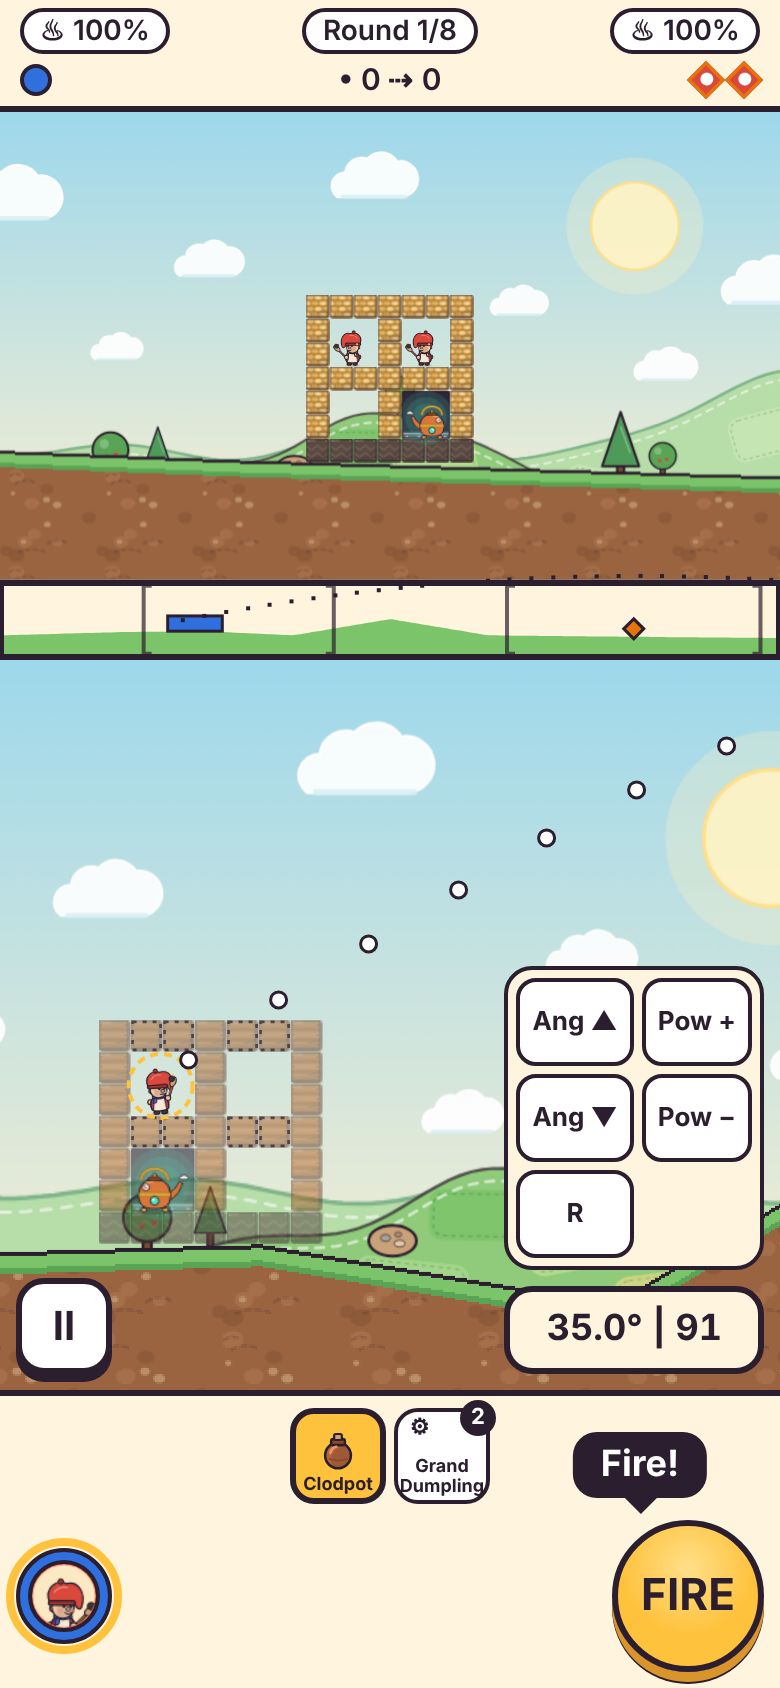 ♨ 100%
Round 1/8
♨ 100%
• 0 ⇢ 0
Ang ▲
Pow +
Ang ▼
Pow −
R
35.0° | 91
Clodpot
2
Grand
Dumpling
Fire!
FIRE